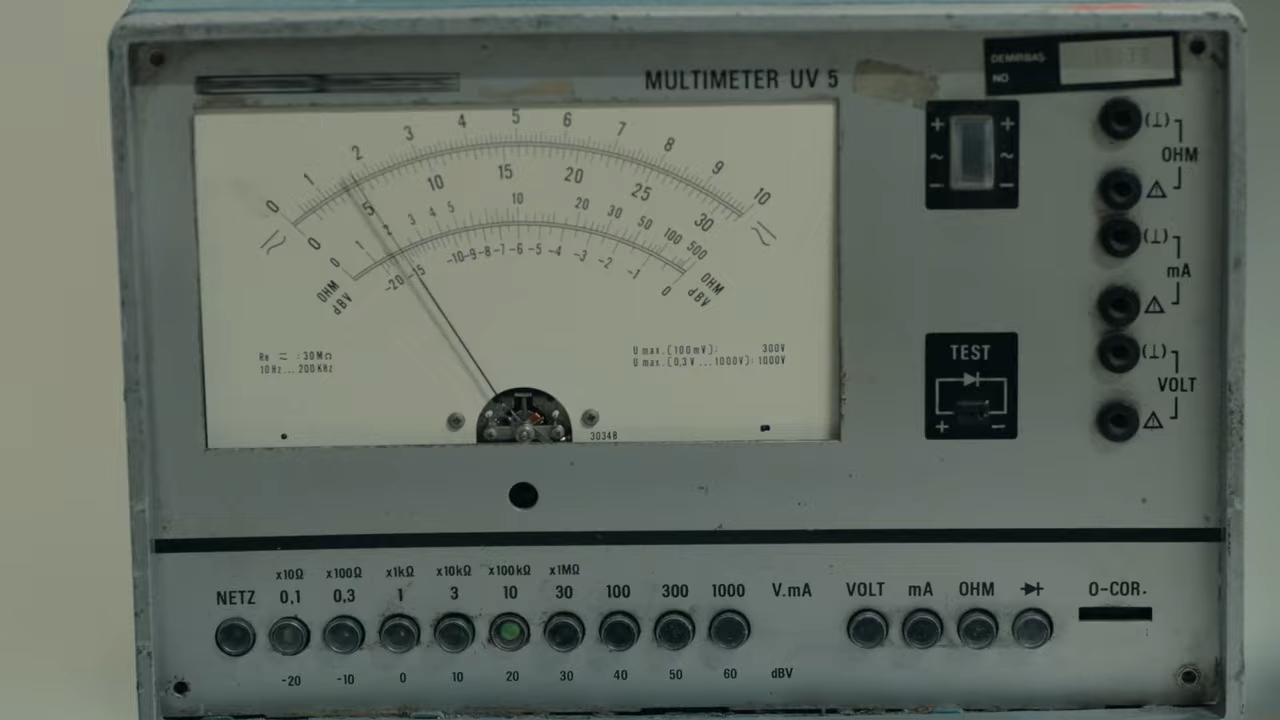 MULTIMETER UV 5
DEMİRBAŞ
NO
0 1 2 3 4 5 6 7 8 9 10
0 5 10 15 20 25 30
0 1 2 3 4 5 10 20 30 50 100 500
OHM OHM
-20 -15 -10 -9 -8 -7 -6 -5 -4 -3 -2 -1 0
dBV dBV
Re ≂ : 30MΩ
10Hz...200KHz
U max.(100mV): 300V
U max.(0,3V...1000V): 1000V
3034B
+ +
~ ~
− −
TEST
+ −
(⊥)
OHM
⚠
(⊥)
mA
⚠
(⊥)
VOLT
⚠
x10Ω x100Ω x1kΩ x10kΩ x100kΩ x1MΩ
NETZ 0,1 0,3 1 3 10 30 100 300 1000 V.mA VOLT mA OHM O-COR.
-20 -10 0 10 20 30 40 50 60 dBV